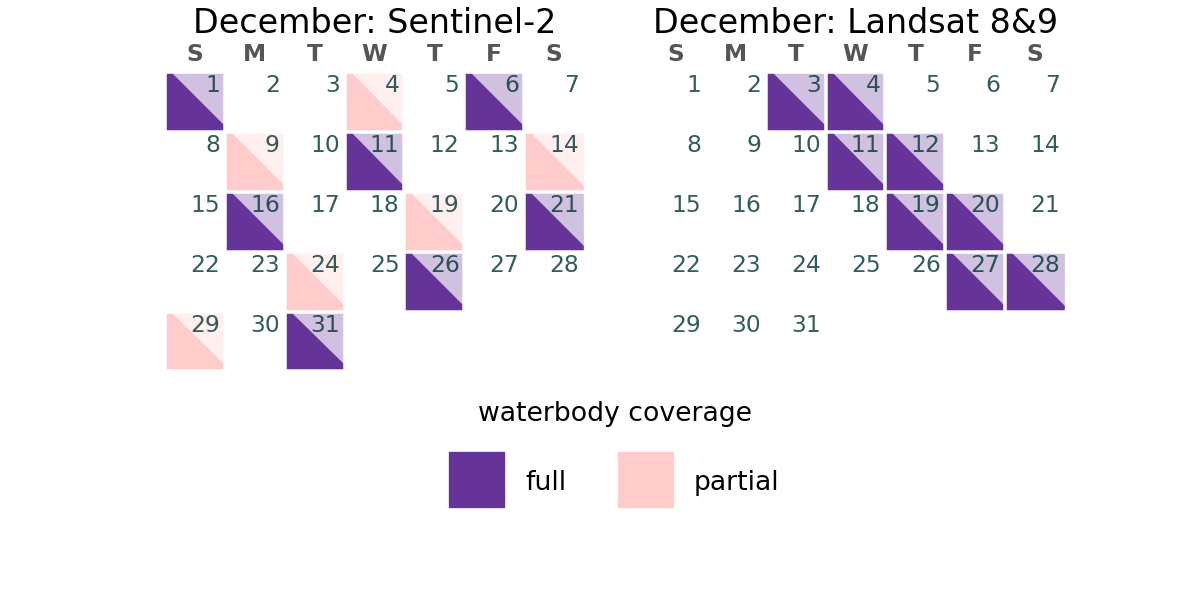 December: Sentinel-2
S M T W T F S
1 2 3 4 5 6 7
8 9 10 11 12 13 14
15 16 17 18 19 20 21
22 23 24 25 26 27 28
29 30 31
December: Landsat 8&9
S M T W T F S
1 2 3 4 5 6 7
8 9 10 11 12 13 14
15 16 17 18 19 20 21
22 23 24 25 26 27 28
29 30 31
waterbody coverage
full partial